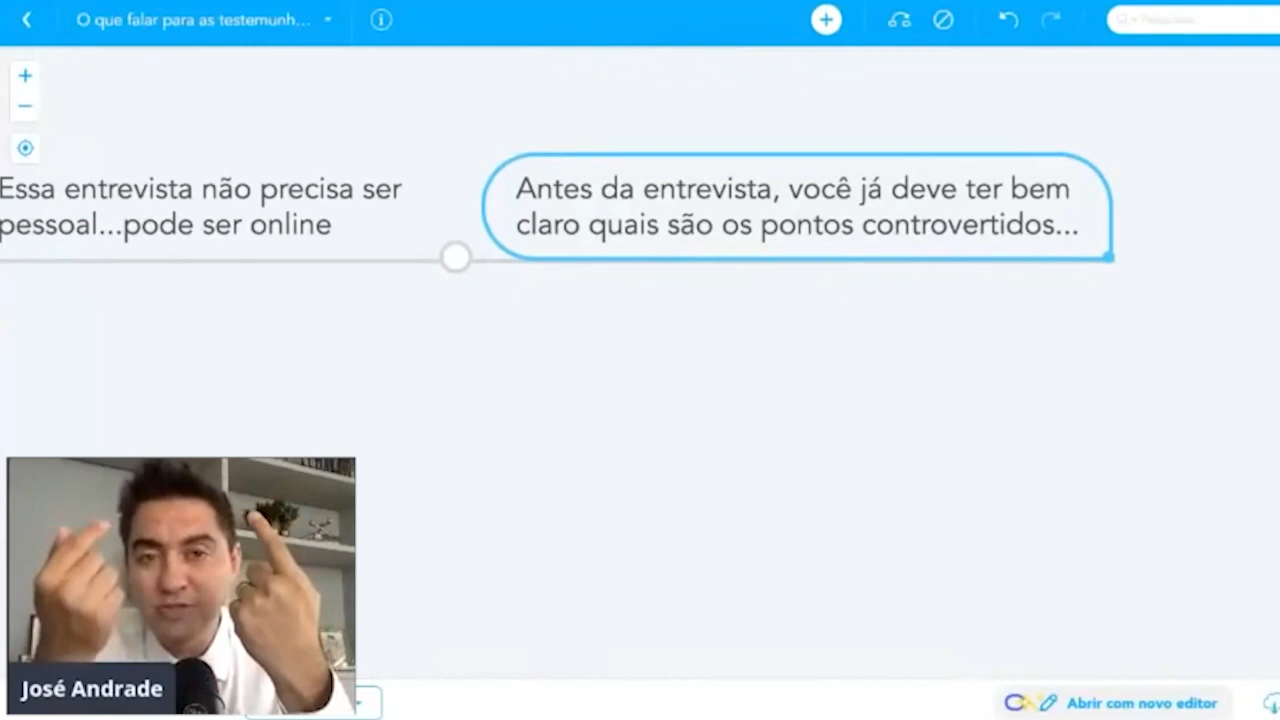 O que falar para as testemunh...
Pesquisar
Essa entrevista não precisa ser
pessoal...pode ser online
Antes da entrevista, você já deve ter bem
claro quais são os pontos controvertidos...
José Andrade
Abrir com novo editor